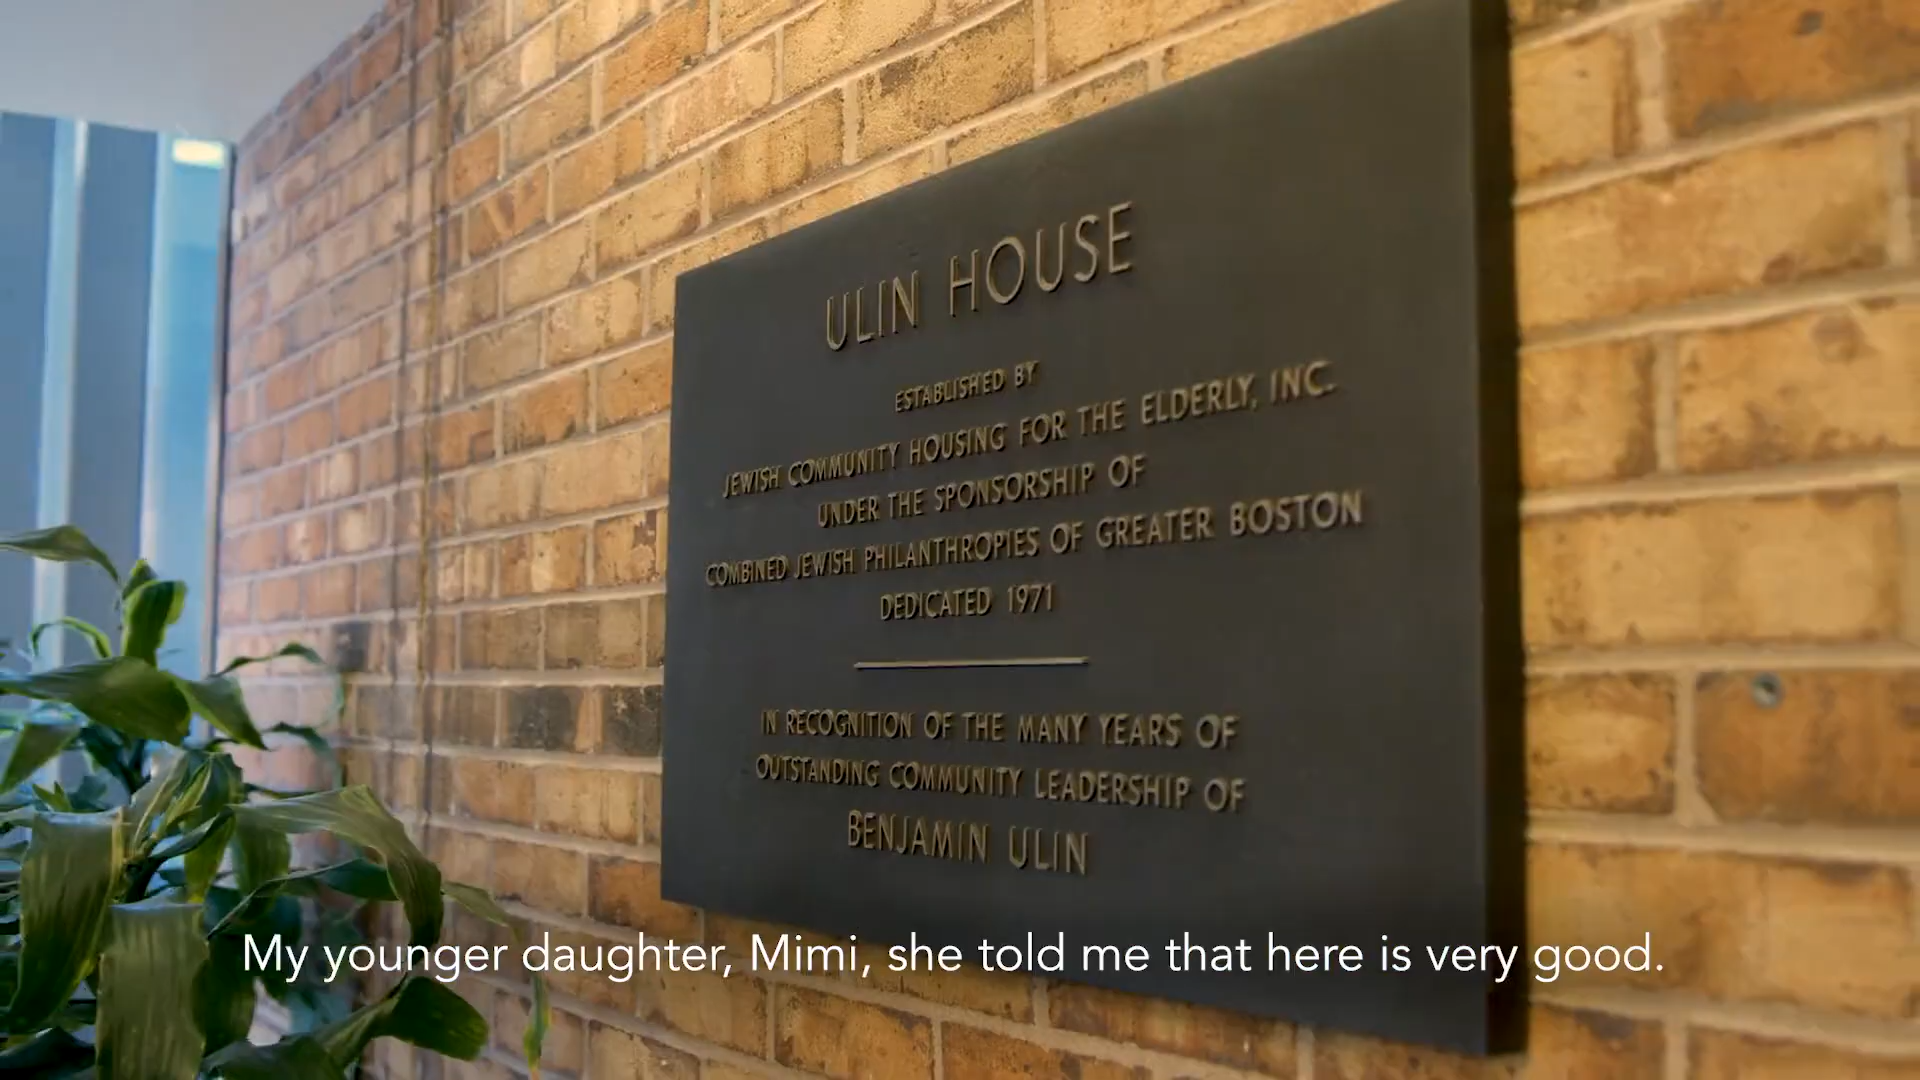 ULIN HOUSE
ESTABLISHED BY
JEWISH COMMUNITY HOUSING FOR THE ELDERLY, INC.
UNDER THE SPONSORSHIP OF
COMBINED JEWISH PHILANTHROPIES OF GREATER BOSTON
DEDICATED 1971
IN RECOGNITION OF THE MANY YEARS OF
OUTSTANDING COMMUNITY LEADERSHIP OF
BENJAMIN ULIN
My younger daughter, Mimi, she told me that here is very good.